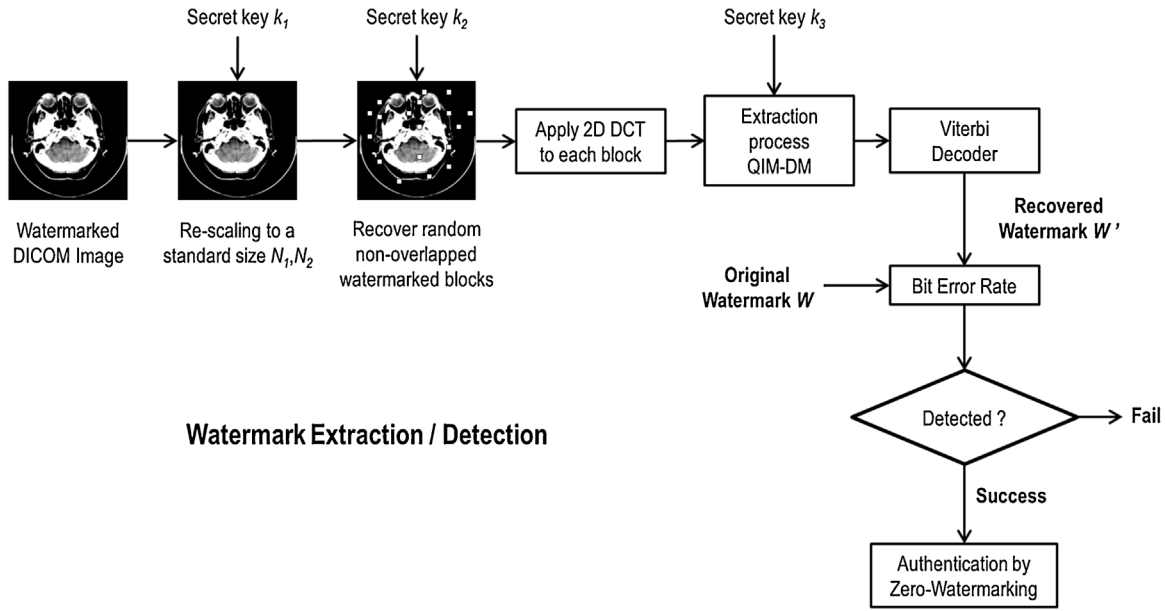 Secret key k1
Secret key k2
Secret key k3
Watermarked
DICOM Image
Re-scaling to a
standard size N1,N2
Recover random
non-overlapped
watermarked blocks
Apply 2D DCT
to each block
Extraction
process
QIM-DM
Viterbi
Decoder
Recovered
Watermark W '
Original
Watermark W
Bit Error Rate
Detected ?
Fail
Success
Authentication by
Zero-Watermarking
Watermark Extraction / Detection